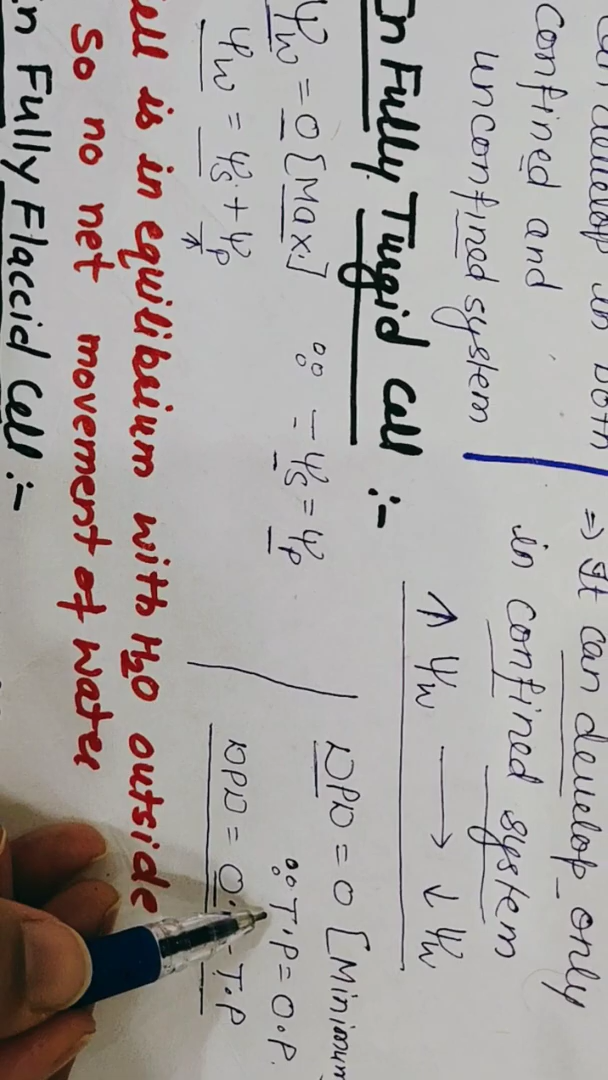 in both
confined and
unconfined system
⇒ It can develop only
in confined system
↑ Ψw ⟶ ↓ Ψw
In Fully Turgid cell :-
Ψw = 0 [Max.]
∴ -Ψs = Ψp
Ψw = Ψs + Ψp
↑
DPD = 0 [Minimum
∴ T.P = O.P.
DPD = O. - T.P
cell is in equilibrium with H2O outside
So no net movement of water
In Fully Flaccid Cell :-